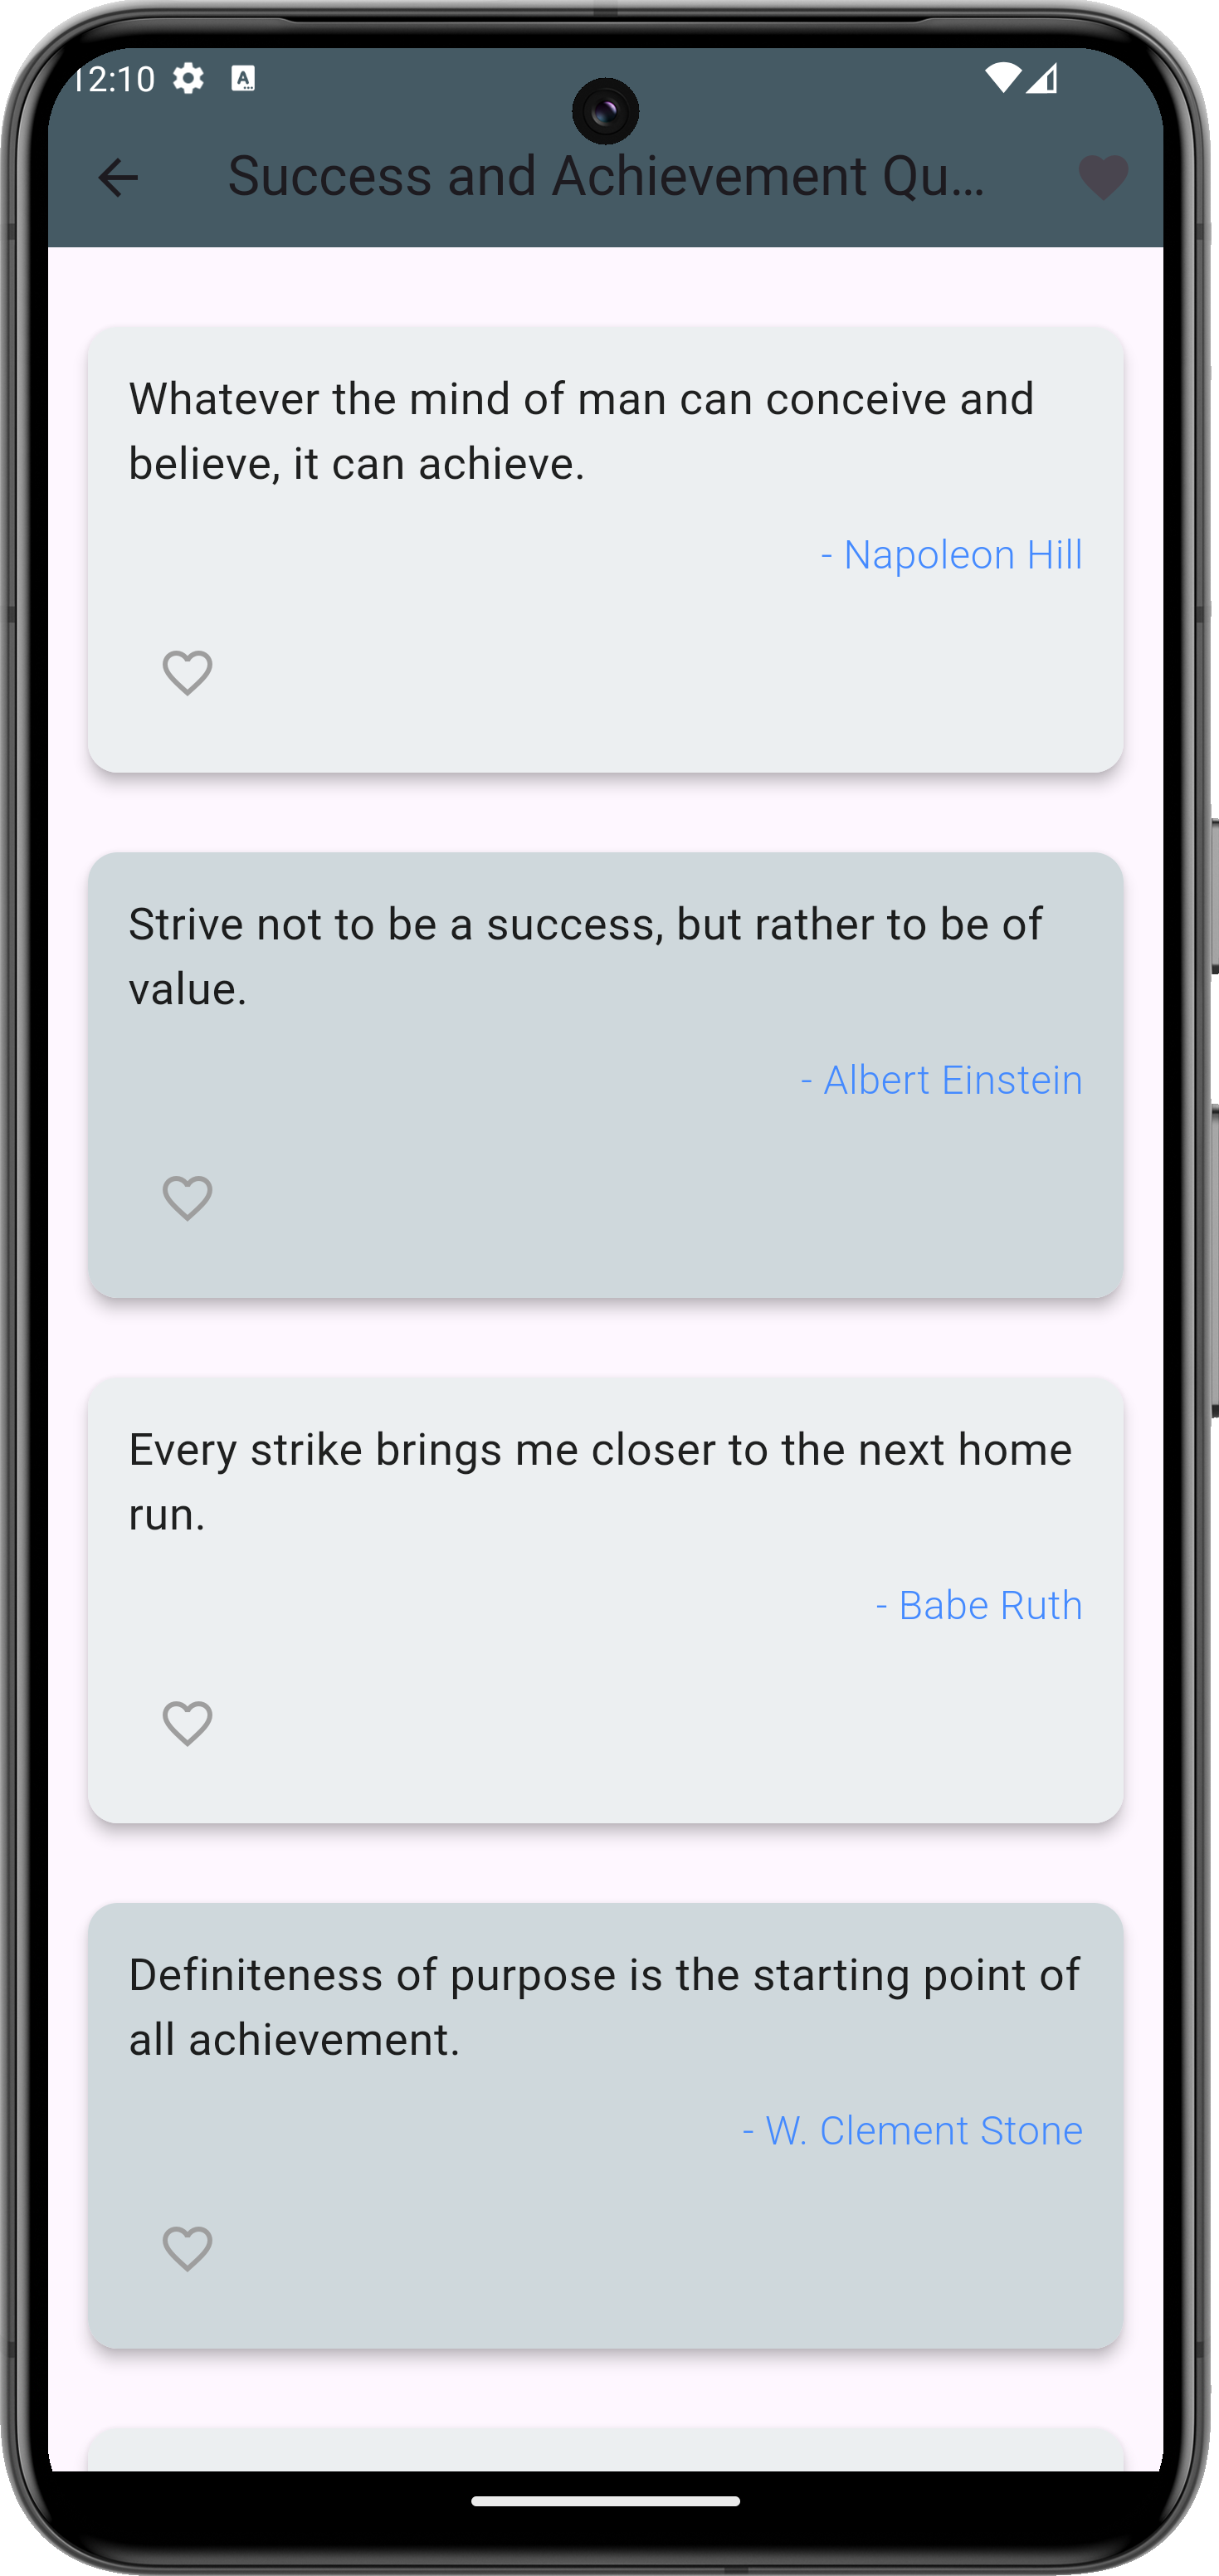 12:10
Success and Achievement Qu...
Whatever the mind of man can conceive and
believe, it can achieve.
- Napoleon Hill
Strive not to be a success, but rather to be of
value.
- Albert Einstein
Every strike brings me closer to the next home
run.
- Babe Ruth
Definiteness of purpose is the starting point of
all achievement.
- W. Clement Stone